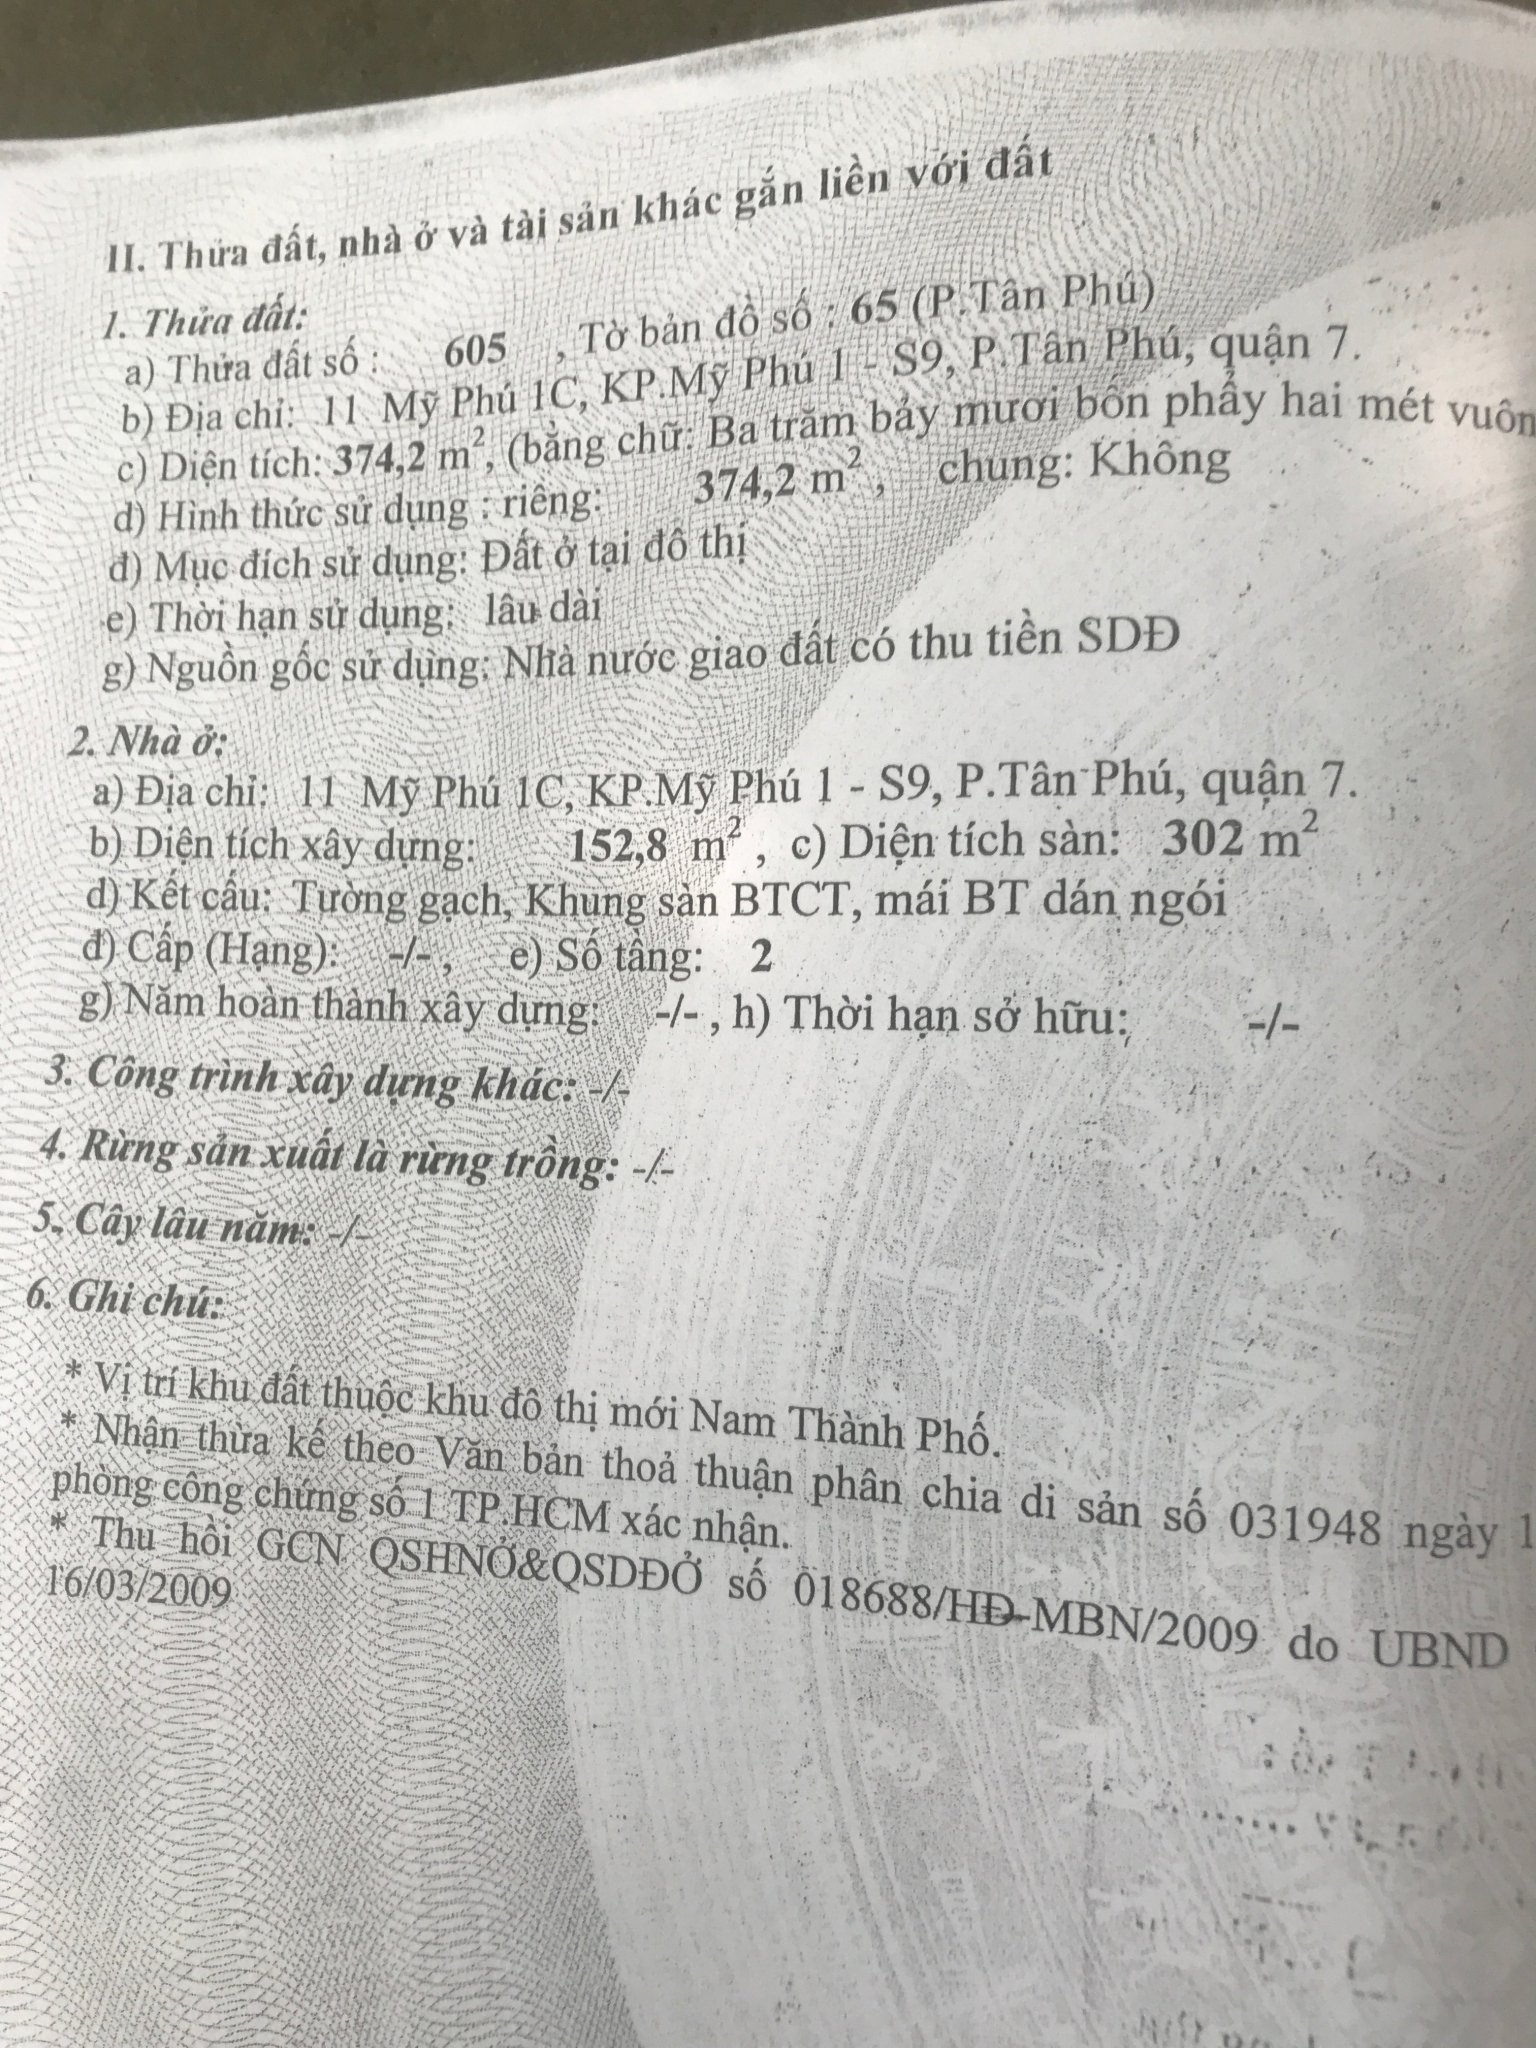 II. Thửa đất, nhà ở và tài sản khác gắn liền với đất
1. Thửa đất:
a) Thửa đất số : 605 , Tờ bản đồ số : 65 (P.Tân Phú)
b) Địa chỉ: 11 Mỹ Phú 1C, KP.Mỹ Phú 1 - S9, P.Tân Phú, quận 7.
c) Diện tích: 374,2 m², (bằng chữ: Ba trăm bảy mươi bốn phẩy hai mét vuôn
d) Hình thức sử dụng : riêng: 374,2 m², chung: Không
đ) Mục đích sử dụng: Đất ở tại đô thị
e) Thời hạn sử dụng: lâu dài
g) Nguồn gốc sử dụng: Nhà nước giao đất có thu tiền SDĐ
2. Nhà ở:
a) Địa chỉ: 11 Mỹ Phú 1C, KP.Mỹ Phú 1 - S9, P.Tân Phú, quận 7.
b) Diện tích xây dựng: 152,8 m² , c) Diện tích sàn: 302 m²
d) Kết cấu: Tường gạch, Khung sàn BTCT, mái BT dán ngói
đ) Cấp (Hạng): -/- , e) Số tầng: 2
g) Năm hoàn thành xây dựng: -/- , h) Thời hạn sở hữu: -/-
3. Công trình xây dựng khác: -/-
4. Rừng sản xuất là rừng trồng: -/-
5. Cây lâu năm: -/-
6. Ghi chú:
* Vị trí khu đất thuộc khu đô thị mới Nam Thành Phố.
* Nhận thừa kế theo Văn bản thoả thuận phân chia di sản số 031948 ngày 1
phòng công chứng số 1 TP.HCM xác nhận.
* Thu hồi GCN QSHNỞ&QSDĐỞ số 018688/HĐ-MBN/2009 do UBND
16/03/2009